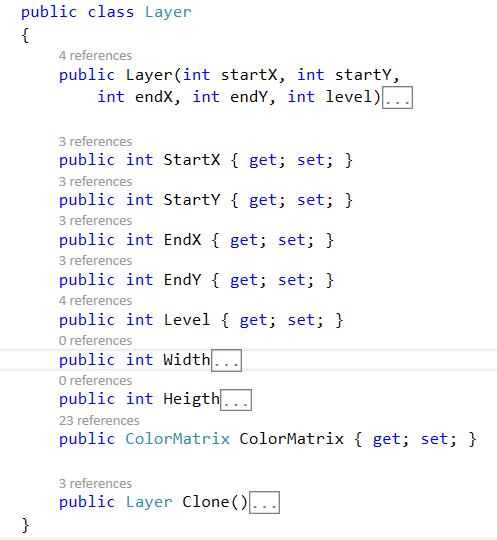 public class Layer
{
4 references
public Layer(int startX, int startY,
int endX, int endY, int level)...
3 references
public int StartX { get; set; }
3 references
public int StartY { get; set; }
3 references
public int EndX { get; set; }
3 references
public int EndY { get; set; }
4 references
public int Level { get; set; }
0 references
public int Width...
0 references
public int Heigth...
23 references
public ColorMatrix ColorMatrix { get; set; }
3 references
public Layer Clone()...
}